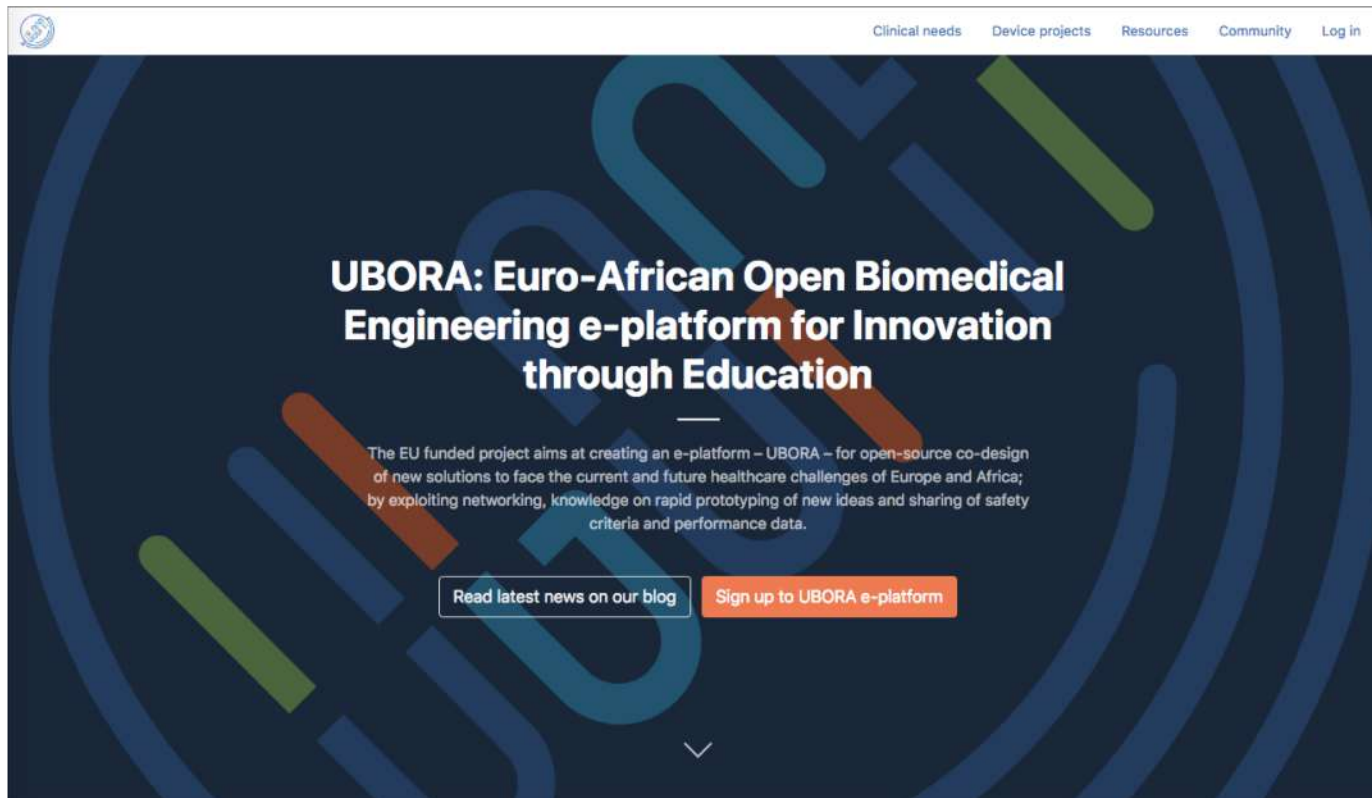 Clinical needs Device projects Resources Community Log in
UBORA: Euro-African Open Biomedical
Engineering e-platform for Innovation
through Education
The EU funded project aims at creating an e-platform – UBORA – for open-source co-design
of new solutions to face the current and future healthcare challenges of Europe and Africa;
by exploiting networking, knowledge on rapid prototyping of new ideas and sharing of safety
criteria and performance data.
Read latest news on our blog Sign up to UBORA e-platform